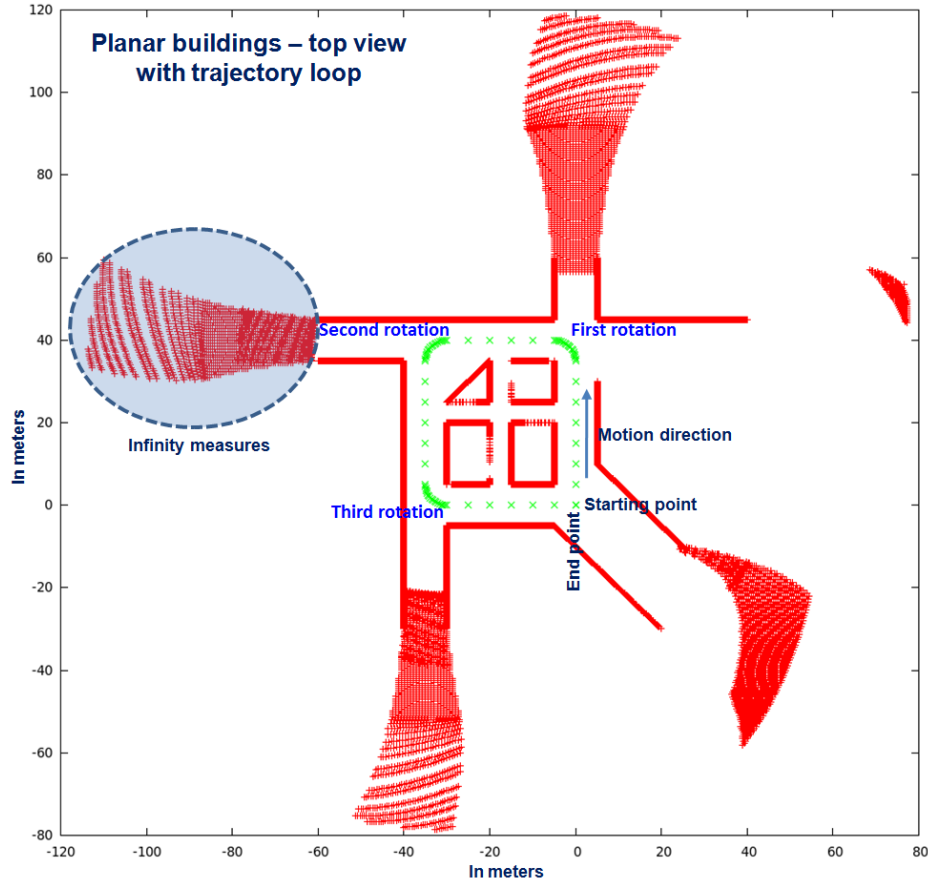 Planar buildings – top view
with trajectory loop
120
100
80
60
40
20
0
-20
-40
-60
-80
In meters
Second rotation
First rotation
Infinity measures
Motion direction
Third rotation
Starting point
End point
-120
-100
-80
-60
-40
-20
0
20
40
60
80
In meters